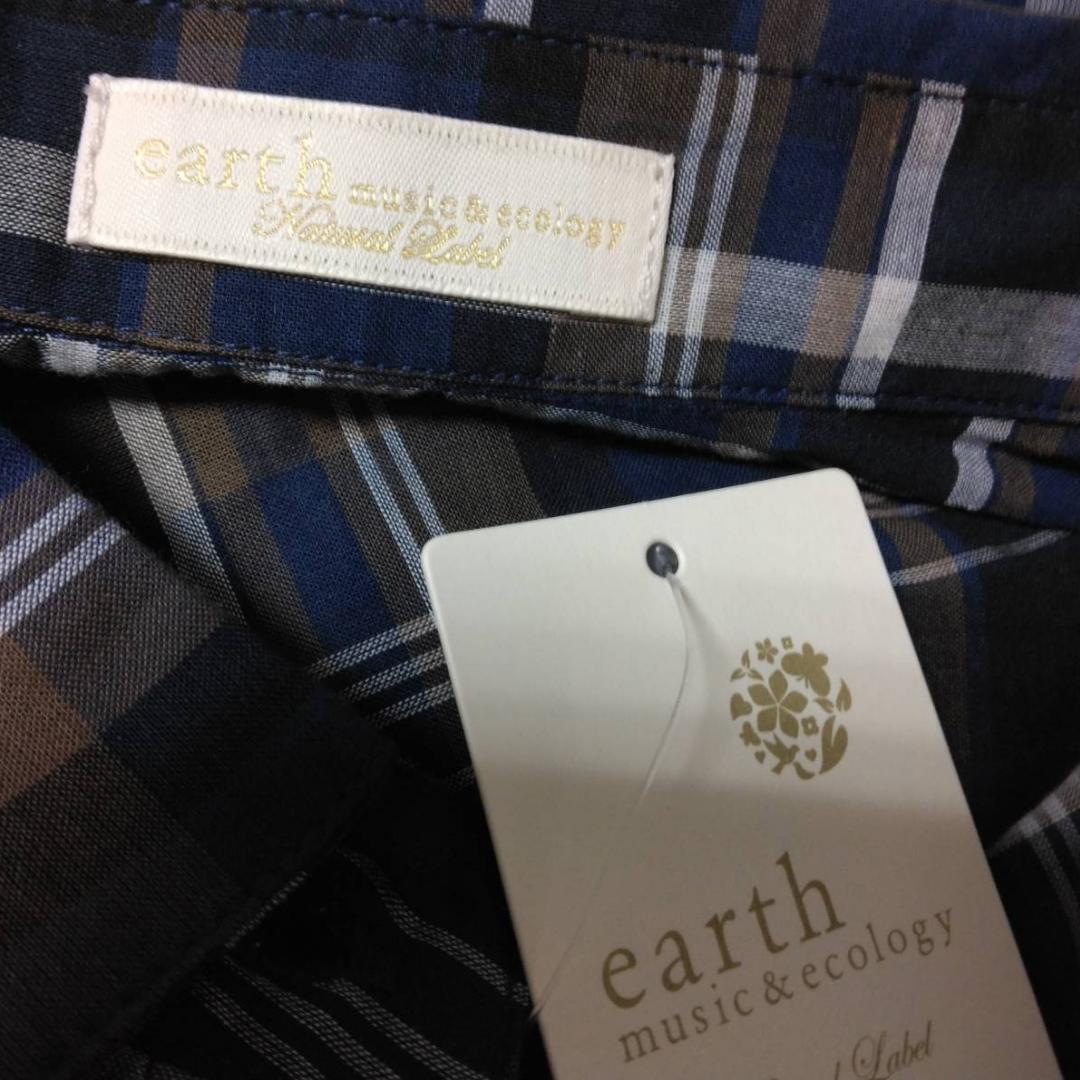 earth music&ecology
Natural Label
earth
music&ecology
Label